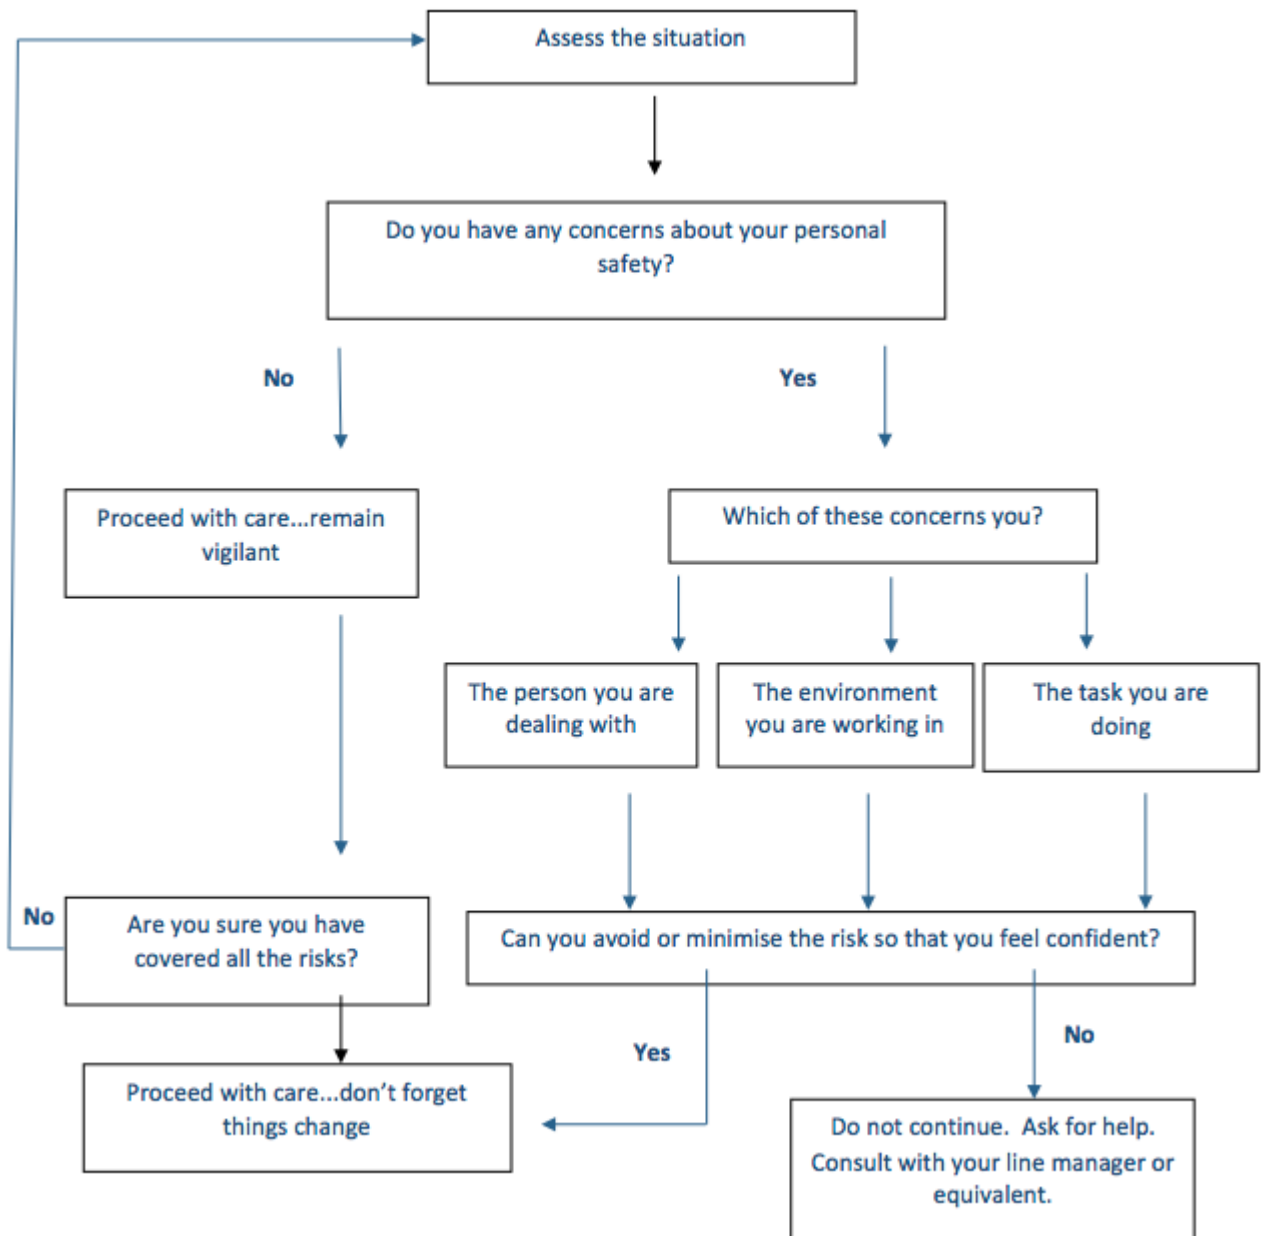 Assess the situation
Do you have any concerns about your personal
safety?
No
Yes
Proceed with care...remain
vigilant
Which of these concerns you?
The person you are
dealing with
The environment
you are working in
The task you are
doing
No
Are you sure you have
covered all the risks?
Can you avoid or minimise the risk so that you feel confident?
Yes
No
Proceed with care...don't forget
things change
Do not continue.  Ask for help.
Consult with your line manager or
equivalent.